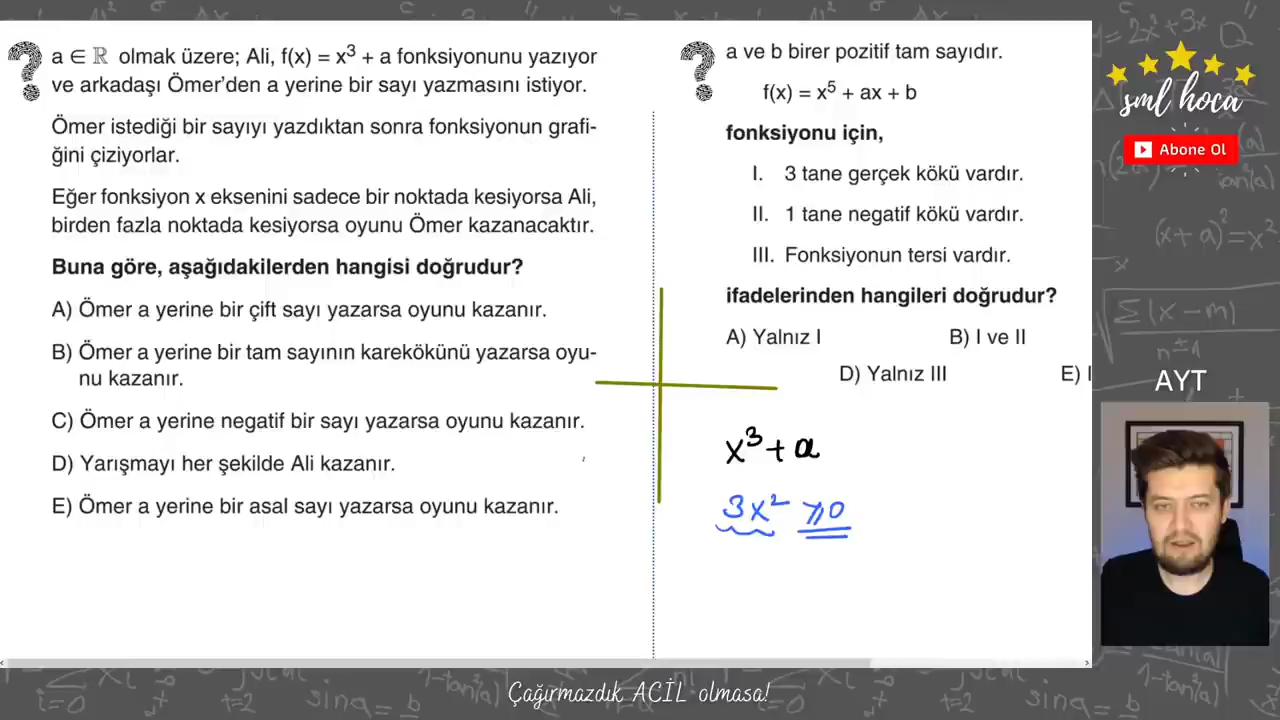 a ∈ ℝ olmak üzere; Ali, f(x) = x³ + a fonksiyonunu yazıyor
ve arkadaşı Ömer'den a yerine bir sayı yazmasını istiyor.
Ömer istediği bir sayıyı yazdıktan sonra fonksiyonun grafi-
ğini çiziyorlar.
Eğer fonksiyon x eksenini sadece bir noktada kesiyorsa Ali,
birden fazla noktada kesiyorsa oyunu Ömer kazanacaktır.
Buna göre, aşağıdakilerden hangisi doğrudur?
A) Ömer a yerine bir çift sayı yazarsa oyunu kazanır.
B) Ömer a yerine bir tam sayının karekökünü yazarsa oyu-
nu kazanır.
C) Ömer a yerine negatif bir sayı yazarsa oyunu kazanır.
D) Yarışmayı her şekilde Ali kazanır.
E) Ömer a yerine bir asal sayı yazarsa oyunu kazanır.
a ve b birer pozitif tam sayıdır.
f(x) = x⁵ + ax + b
fonksiyonu için,
I. 3 tane gerçek kökü vardır.
II. 1 tane negatif kökü vardır.
III. Fonksiyonun tersi vardır.
ifadelerinden hangileri doğrudur?
A) Yalnız I B) I ve II
D) Yalnız III E) I
x³ + a
3x² ⩾0
sml hoca
Abone Ol
AYT
Çağırmazdık ACİL olmasa!